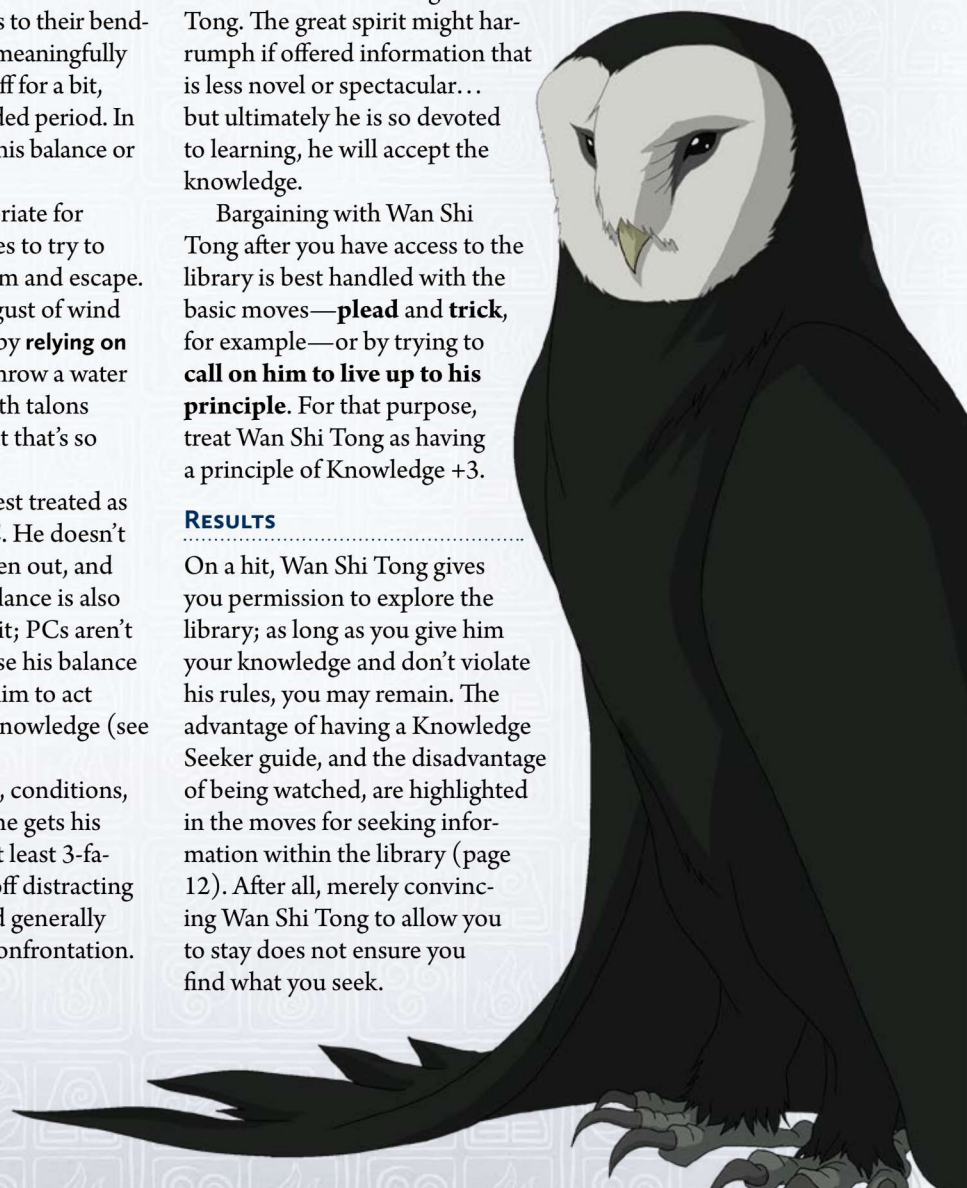 s to their bend-
meaningfully
ff for a bit,
ded period. In
his balance or
riate for
es to try to
m and escape.
gust of wind
by relying on
hrow a water
th talons
t that's so
est treated as
. He doesn't
en out, and
lance is also
it; PCs aren't
se his balance
im to act
nowledge (see
, conditions,
he gets his
t least 3-fa-
off distracting
d generally
onfrontation.
Tong. The great spirit might har-
rumph if offered information that
is less novel or spectacular…
but ultimately he is so devoted
to learning, he will accept the
knowledge.
Bargaining with Wan Shi
Tong after you have access to the
library is best handled with the
basic moves—plead and trick,
for example—or by trying to
call on him to live up to his
principle. For that purpose,
treat Wan Shi Tong as having
a principle of Knowledge +3.
Results
On a hit, Wan Shi Tong gives
you permission to explore the
library; as long as you give him
your knowledge and don't violate
his rules, you may remain. The
advantage of having a Knowledge
Seeker guide, and the disadvantage
of being watched, are highlighted
in the moves for seeking infor-
mation within the library (page
12). After all, merely convinc-
ing Wan Shi Tong to allow you
to stay does not ensure you
find what you seek.